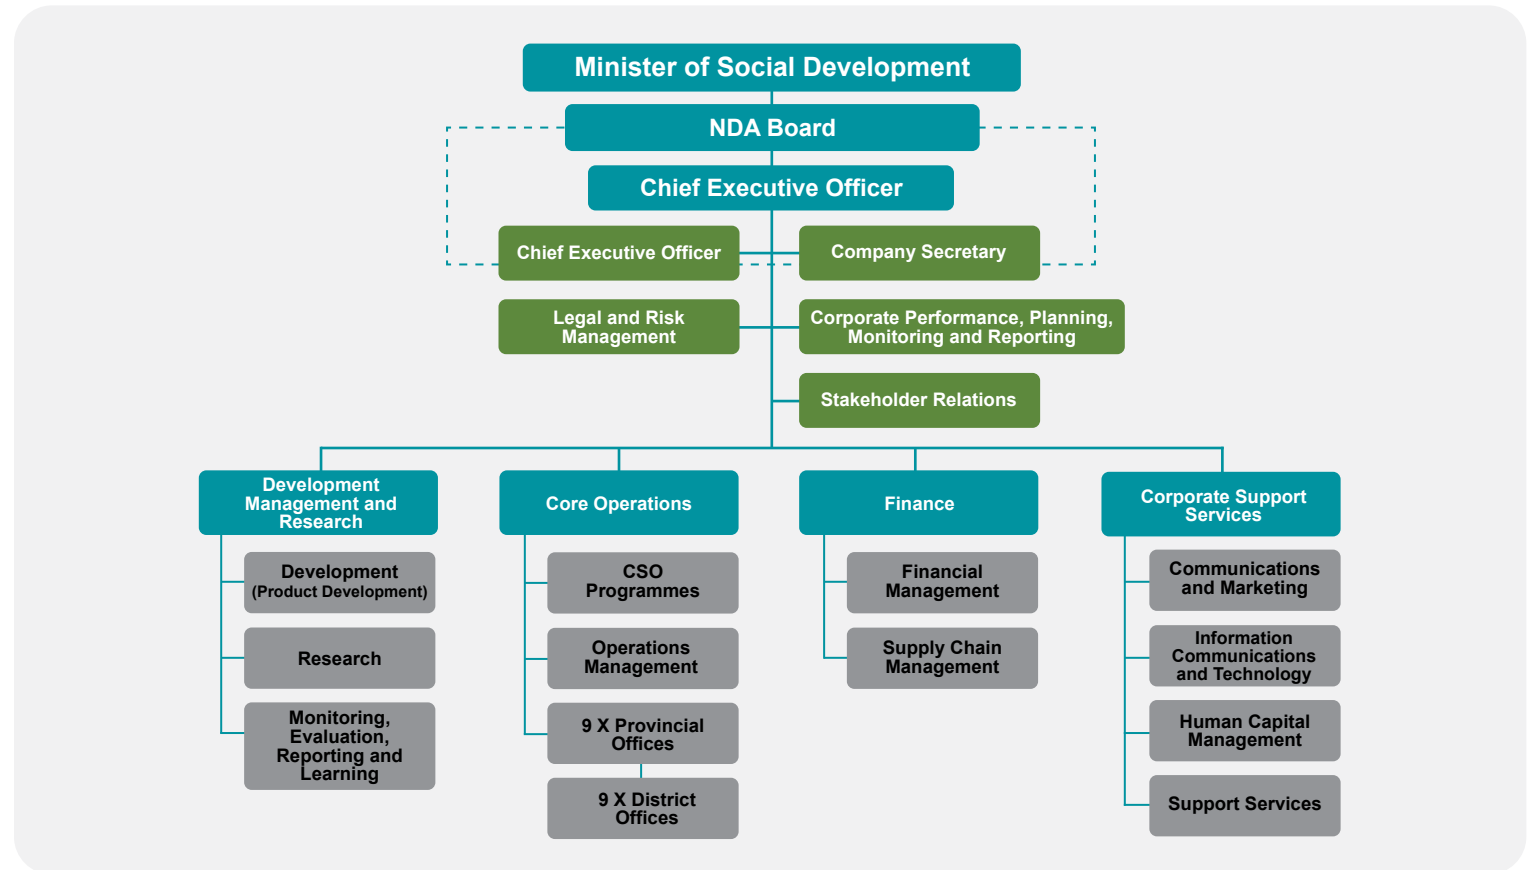 Minister of Social Development
NDA Board
Chief Executive Officer
Chief Executive Officer
Company Secretary
Legal and Risk
Management
Corporate Performance, Planning,
Monitoring and Reporting
Stakeholder Relations
Development
Management and
Research
Development
(Product Development)
Research
Monitoring,
Evaluation,
Reporting and
Learning
Core Operations
CSO
Programmes
Operations
Management
9 X Provincial
Offices
9 X District
Offices
Finance
Financial
Management
Supply Chain
Management
Corporate Support
Services
Communications
and Marketing
Information
Communications
and Technology
Human Capital
Management
Support Services